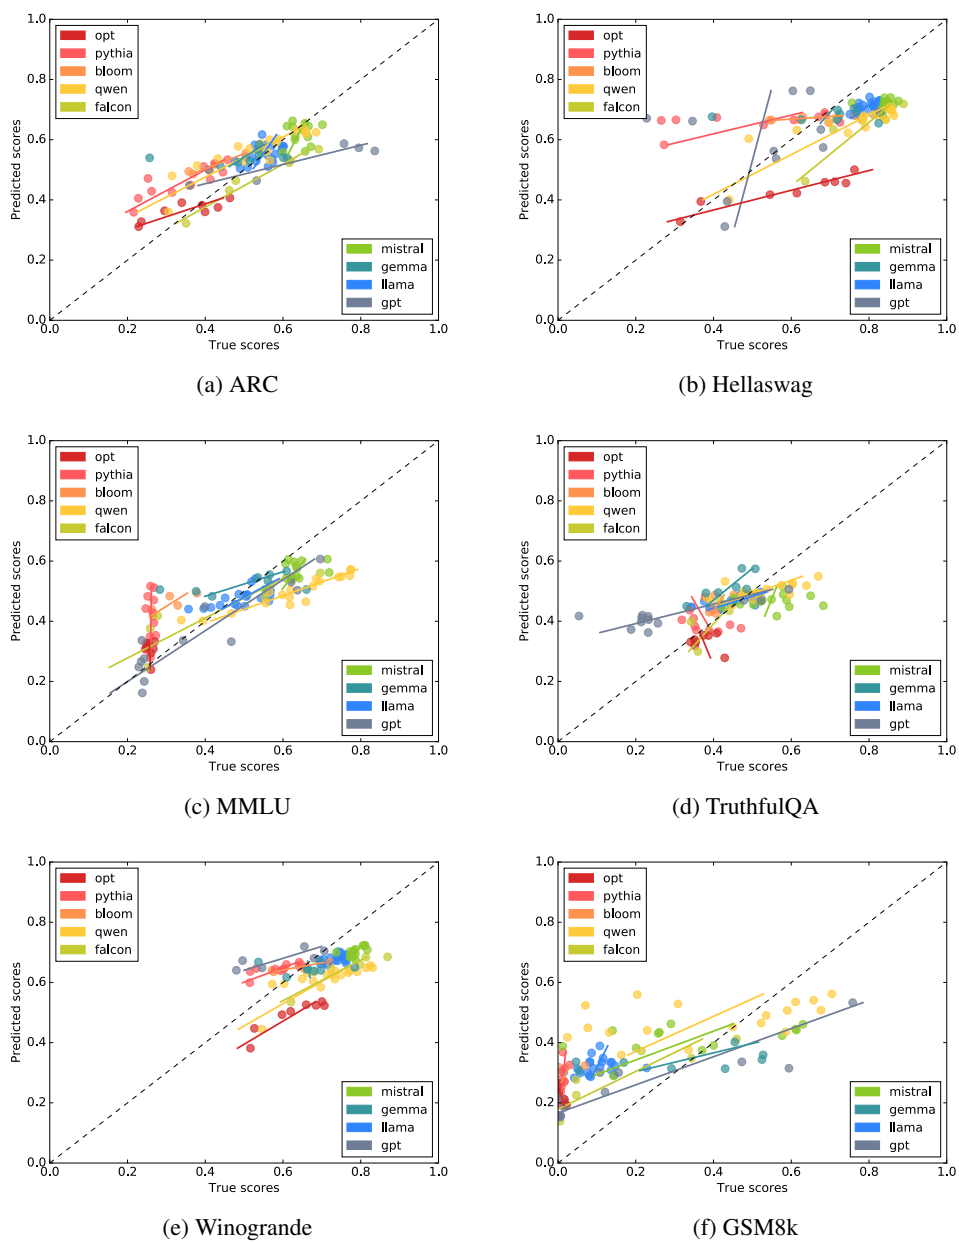 1.0
0.8
0.6
0.4
0.2
0.0
0.0 0.2 0.4 0.6 0.8 1.0
Predicted scores
True scores
opt
pythia
bloom
qwen
falcon
mistral
gemma
llama
gpt
(a) ARC
1.0
0.8
0.6
0.4
0.2
0.0
0.0 0.2 0.4 0.6 0.8 1.0
Predicted scores
True scores
opt
pythia
bloom
qwen
falcon
mistral
gemma
llama
gpt
(b) Hellaswag
1.0
0.8
0.6
0.4
0.2
0.0
0.0 0.2 0.4 0.6 0.8 1.0
Predicted scores
True scores
opt
pythia
bloom
qwen
falcon
mistral
gemma
llama
gpt
(c) MMLU
1.0
0.8
0.6
0.4
0.2
0.0
0.0 0.2 0.4 0.6 0.8 1.0
Predicted scores
True scores
opt
pythia
bloom
qwen
falcon
mistral
gemma
llama
gpt
(d) TruthfulQA
1.0
0.8
0.6
0.4
0.2
0.0
0.0 0.2 0.4 0.6 0.8 1.0
Predicted scores
True scores
opt
pythia
bloom
qwen
falcon
mistral
gemma
llama
gpt
(e) Winogrande
1.0
0.8
0.6
0.4
0.2
0.0
0.0 0.2 0.4 0.6 0.8 1.0
Predicted scores
True scores
opt
pythia
bloom
qwen
falcon
mistral
gemma
llama
gpt
(f) GSM8k